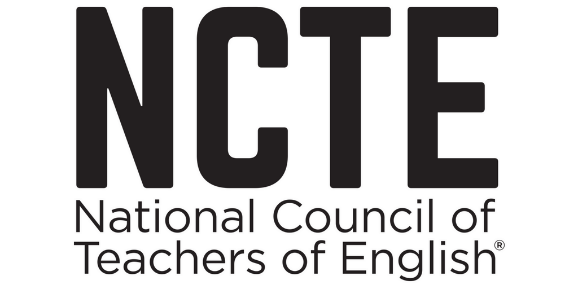 NCTE
National Council of
Teachers of English®